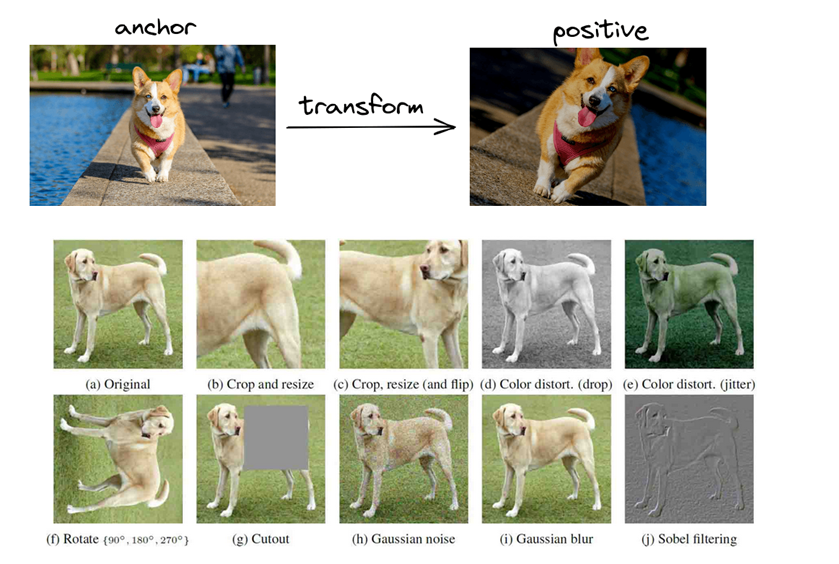 anchor
positive
transform
(a) Original
(b) Crop and resize
(c) Crop, resize (and flip)
(d) Color distort. (drop)
(e) Color distort. (jitter)
(f) Rotate {90°, 180°, 270°}
(g) Cutout
(h) Gaussian noise
(i) Gaussian blur
(j) Sobel filtering